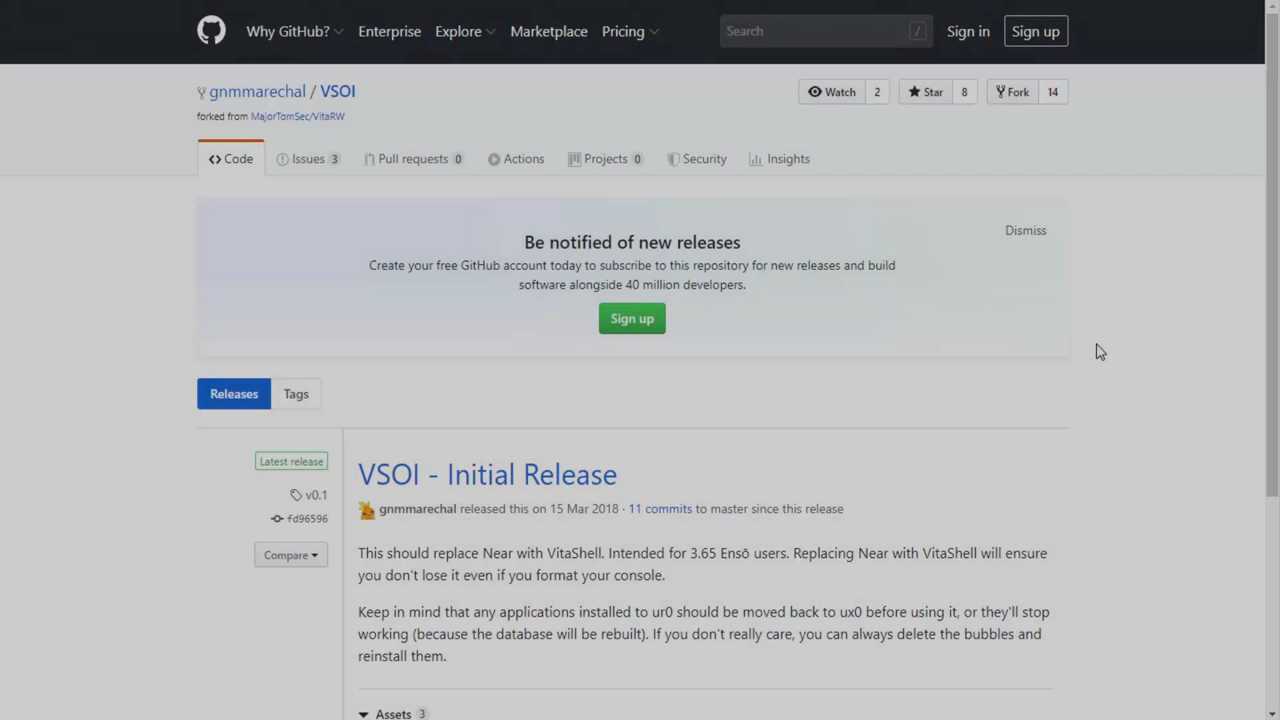 Why GitHub? Enterprise Explore Marketplace Pricing Search / Sign in Sign up
gnmmarechal / VSOI Watch 2 Star 8 Fork 14
forked from MajorTomSec/VitaRW
Code Issues 3 Pull requests 0 Actions Projects 0 Security Insights
Dismiss
Be notified of new releases
Create your free GitHub account today to subscribe to this repository for new releases and build
software alongside 40 million developers.
Sign up
Releases Tags
Latest release
v0.1
fd96596
Compare
VSOI - Initial Release
gnmmarechal released this on 15 Mar 2018 · 11 commits to master since this release
This should replace Near with VitaShell. Intended for 3.65 Ensō users. Replacing Near with VitaShell will ensure
you don't lose it even if you format your console.
Keep in mind that any applications installed to ur0 should be moved back to ux0 before using it, or they'll stop
working (because the database will be rebuilt). If you don't really care, you can always delete the bubbles and
reinstall them.
Assets 3